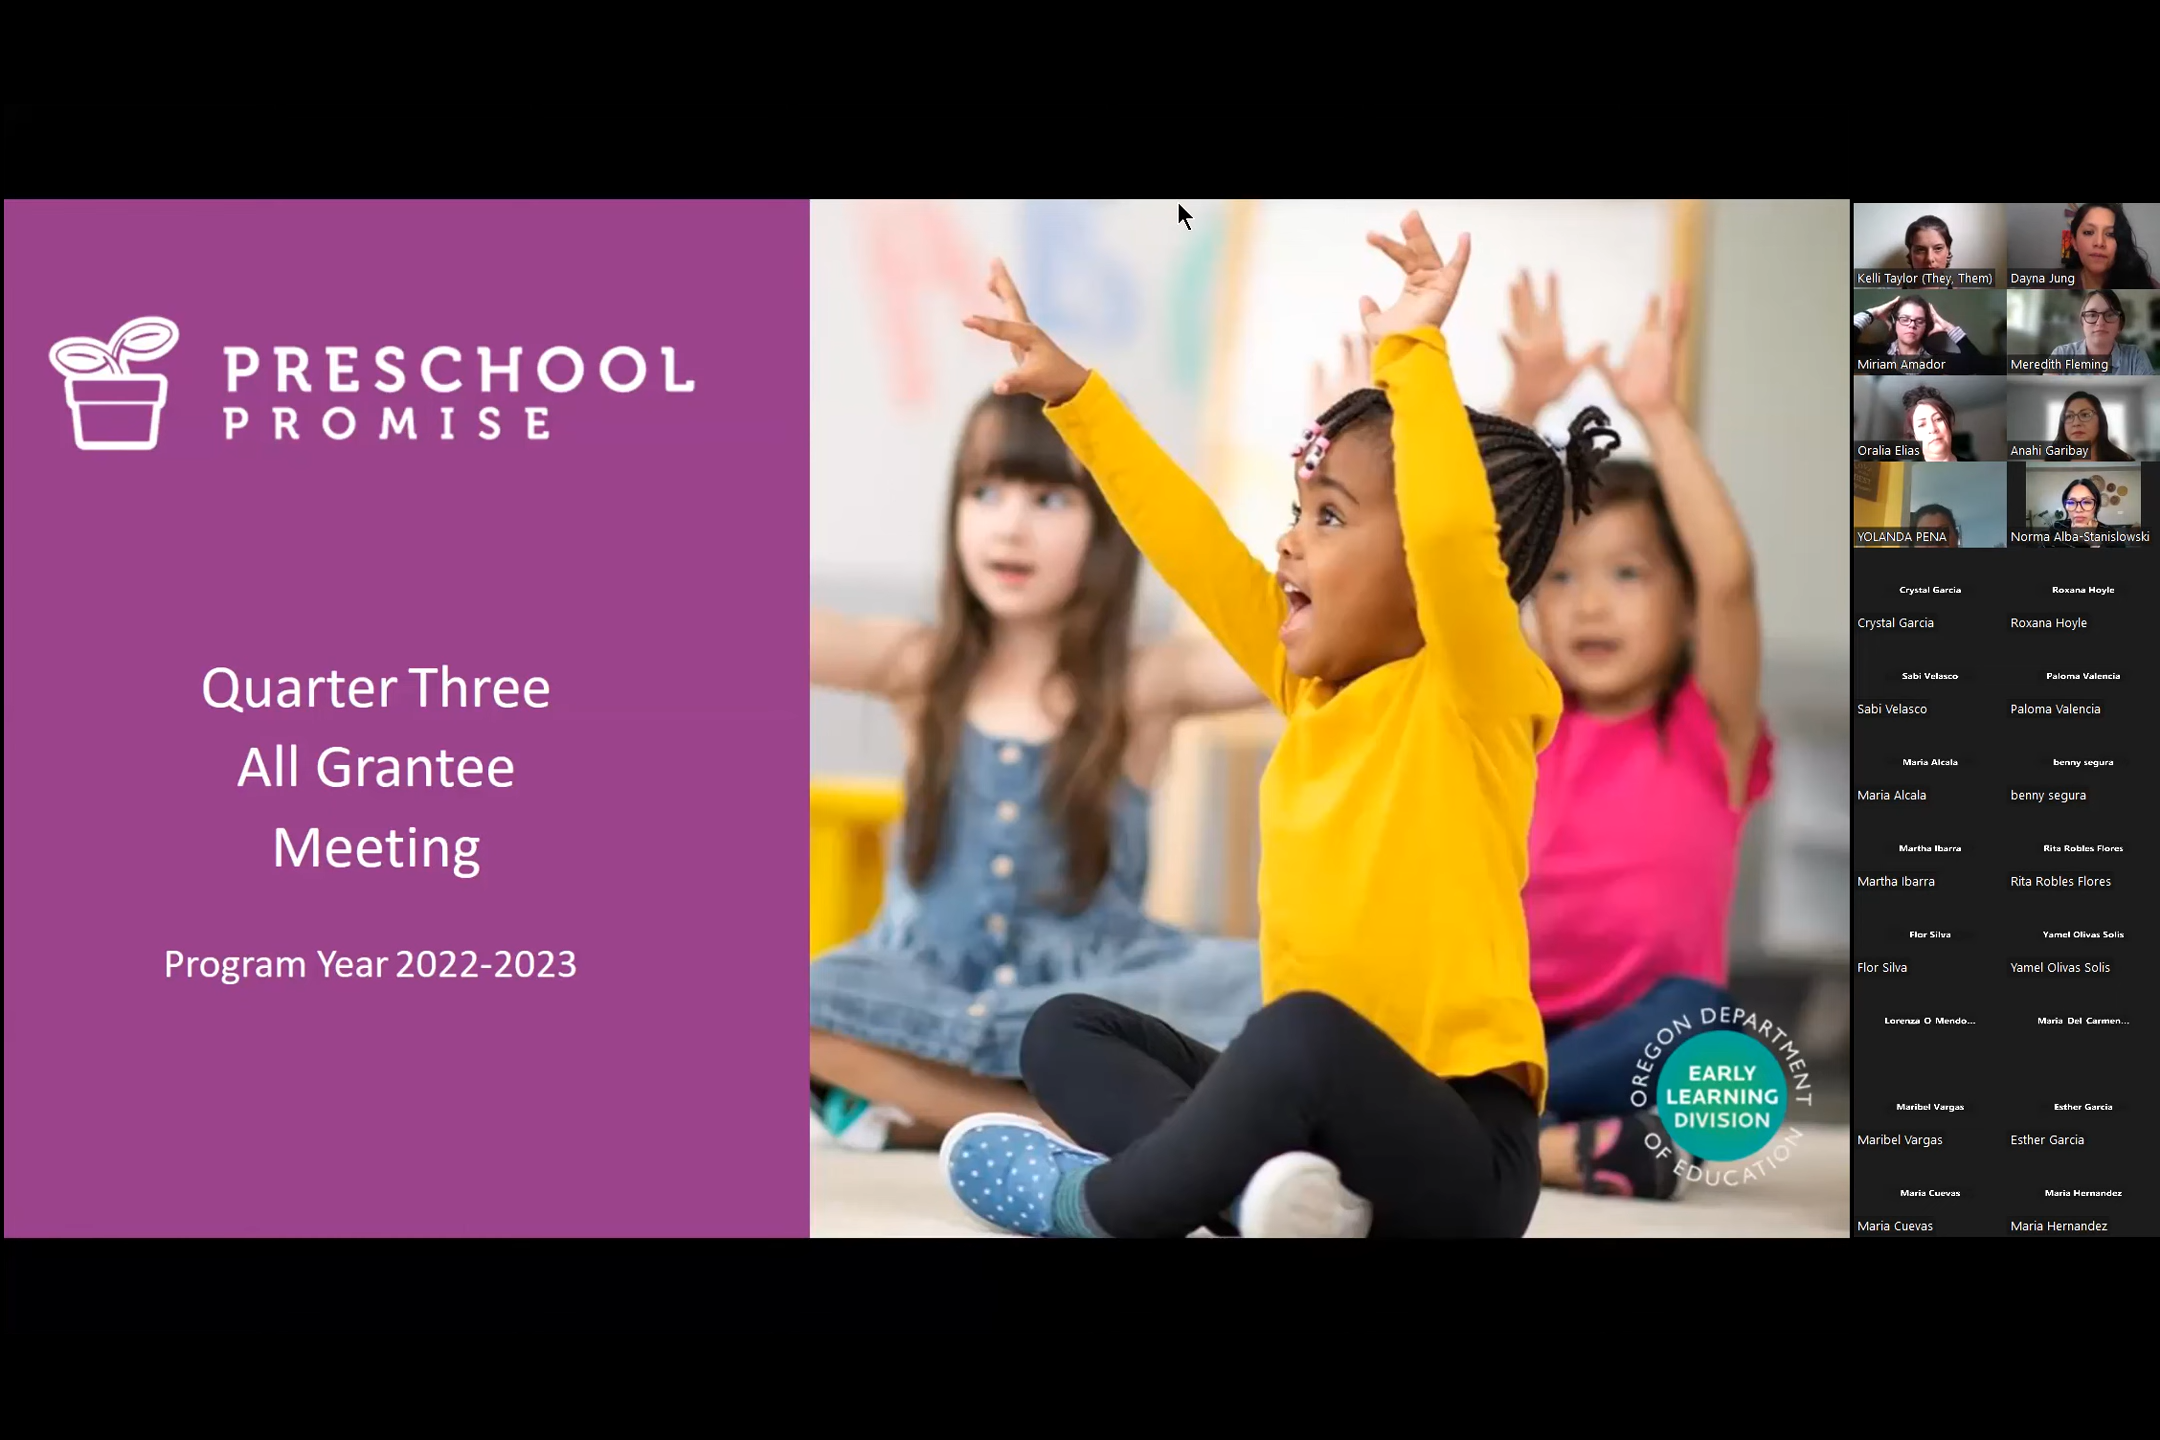 PRESCHOOL
PROMISE
Quarter Three
All Grantee
Meeting
Program Year 2022-2023
OREGON DEPARTMENT
OF EDUCATION
EARLY
LEARNING
DIVISION
Kelli Taylor (They, Them)
Dayna Jung
Miriam Amador
Meredith Fleming
Oralia Elias
Anahi Garibay
YOLANDA PENA
Norma Alba-Stanislowski
Crystal Garcia
Roxana Hoyle
Crystal Garcia
Roxana Hoyle
Sabi Velasco
Paloma Valencia
Sabi Velasco
Paloma Valencia
Maria Alcala
benny segura
Maria Alcala
benny segura
Martha Ibarra
Rita Robles Flores
Martha Ibarra
Rita Robles Flores
Flor Silva
Yamel Olivas Solis
Flor Silva
Yamel Olivas Solis
Lorenza O Mendo...
Maria Del Carmen...
Maribel Vargas
Esther Garcia
Maribel Vargas
Esther Garcia
Maria Cuevas
Maria Hernandez
Maria Cuevas
Maria Hernandez